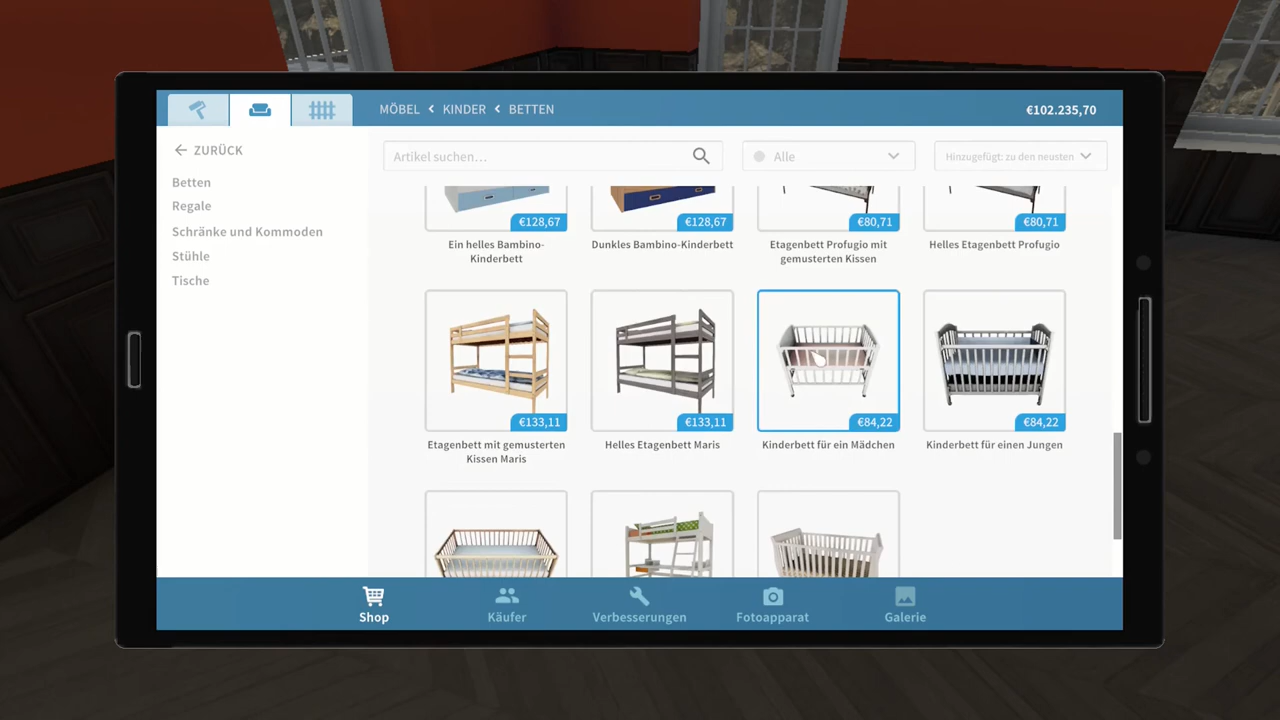 MÖBEL < KINDER < BETTEN
€102.235,70
ZURÜCK
Betten
Regale
Schränke und Kommoden
Stühle
Tische
Artikel suchen...
Alle
Hinzugefügt: zu den neusten
€128,67
€128,67
€80,71
€80,71
Ein helles Bambino-
Kinderbett
Dunkles Bambino-Kinderbett
Etagenbett Profugio mit
gemusterten Kissen
Helles Etagenbett Profugio
€133,11
€133,11
€84,22
€84,22
Etagenbett mit gemusterten
Kissen Maris
Helles Etagenbett Maris
Kinderbett für ein Mädchen
Kinderbett für einen Jungen
Shop
Käufer
Verbesserungen
Fotoapparat
Galerie